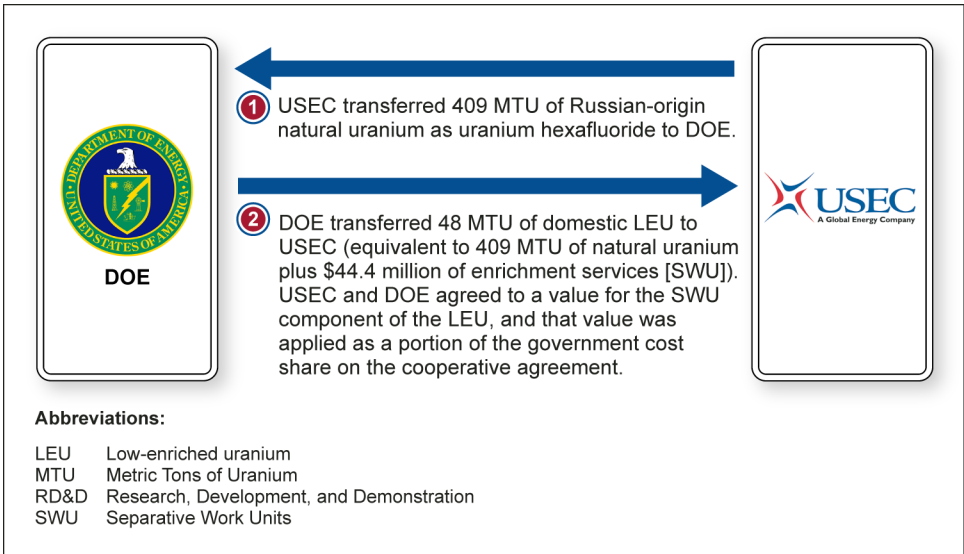 1 USEC transferred 409 MTU of Russian-origin
natural uranium as uranium hexafluoride to DOE.
DEPARTMENT OF ENERGY
UNITED STATES OF AMERICA
DOE
2 DOE transferred 48 MTU of domestic LEU to
USEC (equivalent to 409 MTU of natural uranium
plus $44.4 million of enrichment services [SWU]).
USEC and DOE agreed to a value for the SWU
component of the LEU, and that value was
applied as a portion of the government cost
share on the cooperative agreement.
USEC
A Global Energy Company
Abbreviations:
LEU Low-enriched uranium
MTU Metric Tons of Uranium
RD&D Research, Development, and Demonstration
SWU Separative Work Units